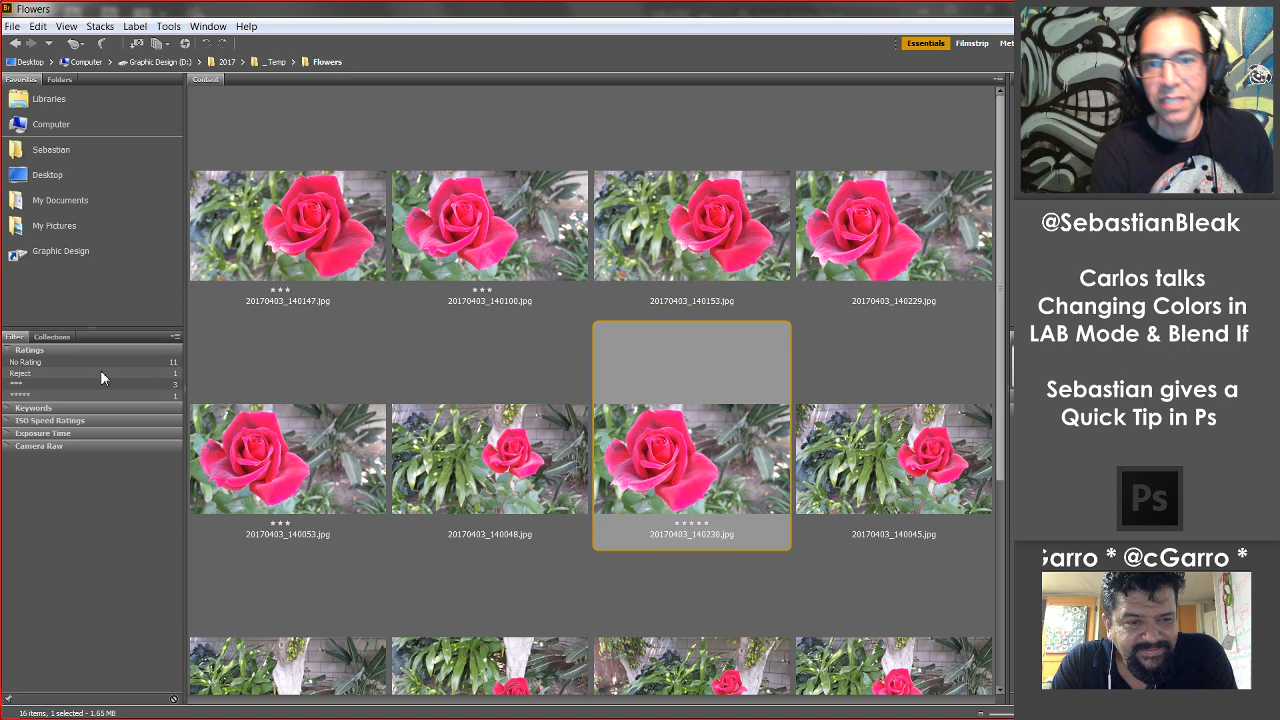 Br Flowers
File Edit View Stacks Label Tools Window Help
Essentials Filmstrip Met
Desktop Computer Graphic Design (D:) 2017 _Temp Flowers
Favorites Folders
Content
Libraries
Computer
Sebastian
Desktop
My Documents
My Pictures
Graphic Design
Filter Collections
Ratings
No Rating 11
Reject 1
*** 3
***** 1
Keywords
ISO Speed Ratings
Exposure Time
Camera Raw
20170403_140147.jpg 20170403_140100.jpg 20170403_140153.jpg 20170403_140229.jpg
20170403_140053.jpg 20170403_140048.jpg 20170403_140230.jpg 20170403_140045.jpg
16 items, 1 selected - 1.65 MB
@SebastianBleak
Carlos talks
Changing Colors in
LAB Mode & Blend If
Sebastian gives a
Quick Tip in Ps
Ps
Garro * @cGarro *